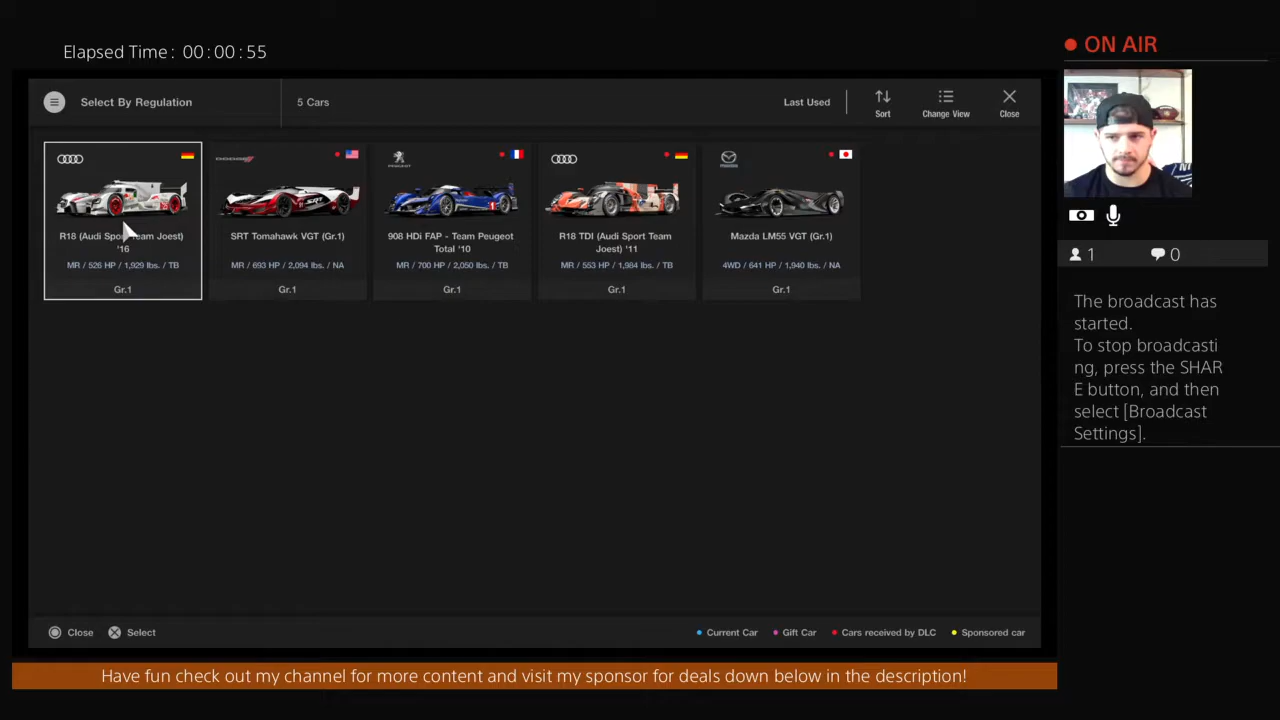 Elapsed Time: 00:00:55
ON AIR
Select By Regulation
5 Cars
Last Used
Sort
Change View
Close
R18 (Audi Sport Team Joest) '16
MR / 526 HP / 1,929 lbs. / TB
Gr.1
DODGE
SRT Tomahawk VGT (Gr.1)
MR / 693 HP / 2,094 lbs. / NA
Gr.1
PEUGEOT
908 HDi FAP - Team Peugeot
Total '10
MR / 700 HP / 2,050 lbs. / TB
Gr.1
R18 TDI (Audi Sport Team
Joest) '11
MR / 553 HP / 1,984 lbs. / TB
Gr.1
Mazda LM55 VGT (Gr.1)
4WD / 641 HP / 1,940 lbs. / NA
Gr.1
1
0
The broadcast has
started.
To stop broadcasti
ng, press the SHAR
E button, and then
select [Broadcast
Settings].
Close
Select
Current Car
Gift Car
Cars received by DLC
Sponsored car
Have fun check out my channel for more content and visit my sponsor for deals down below in the description!